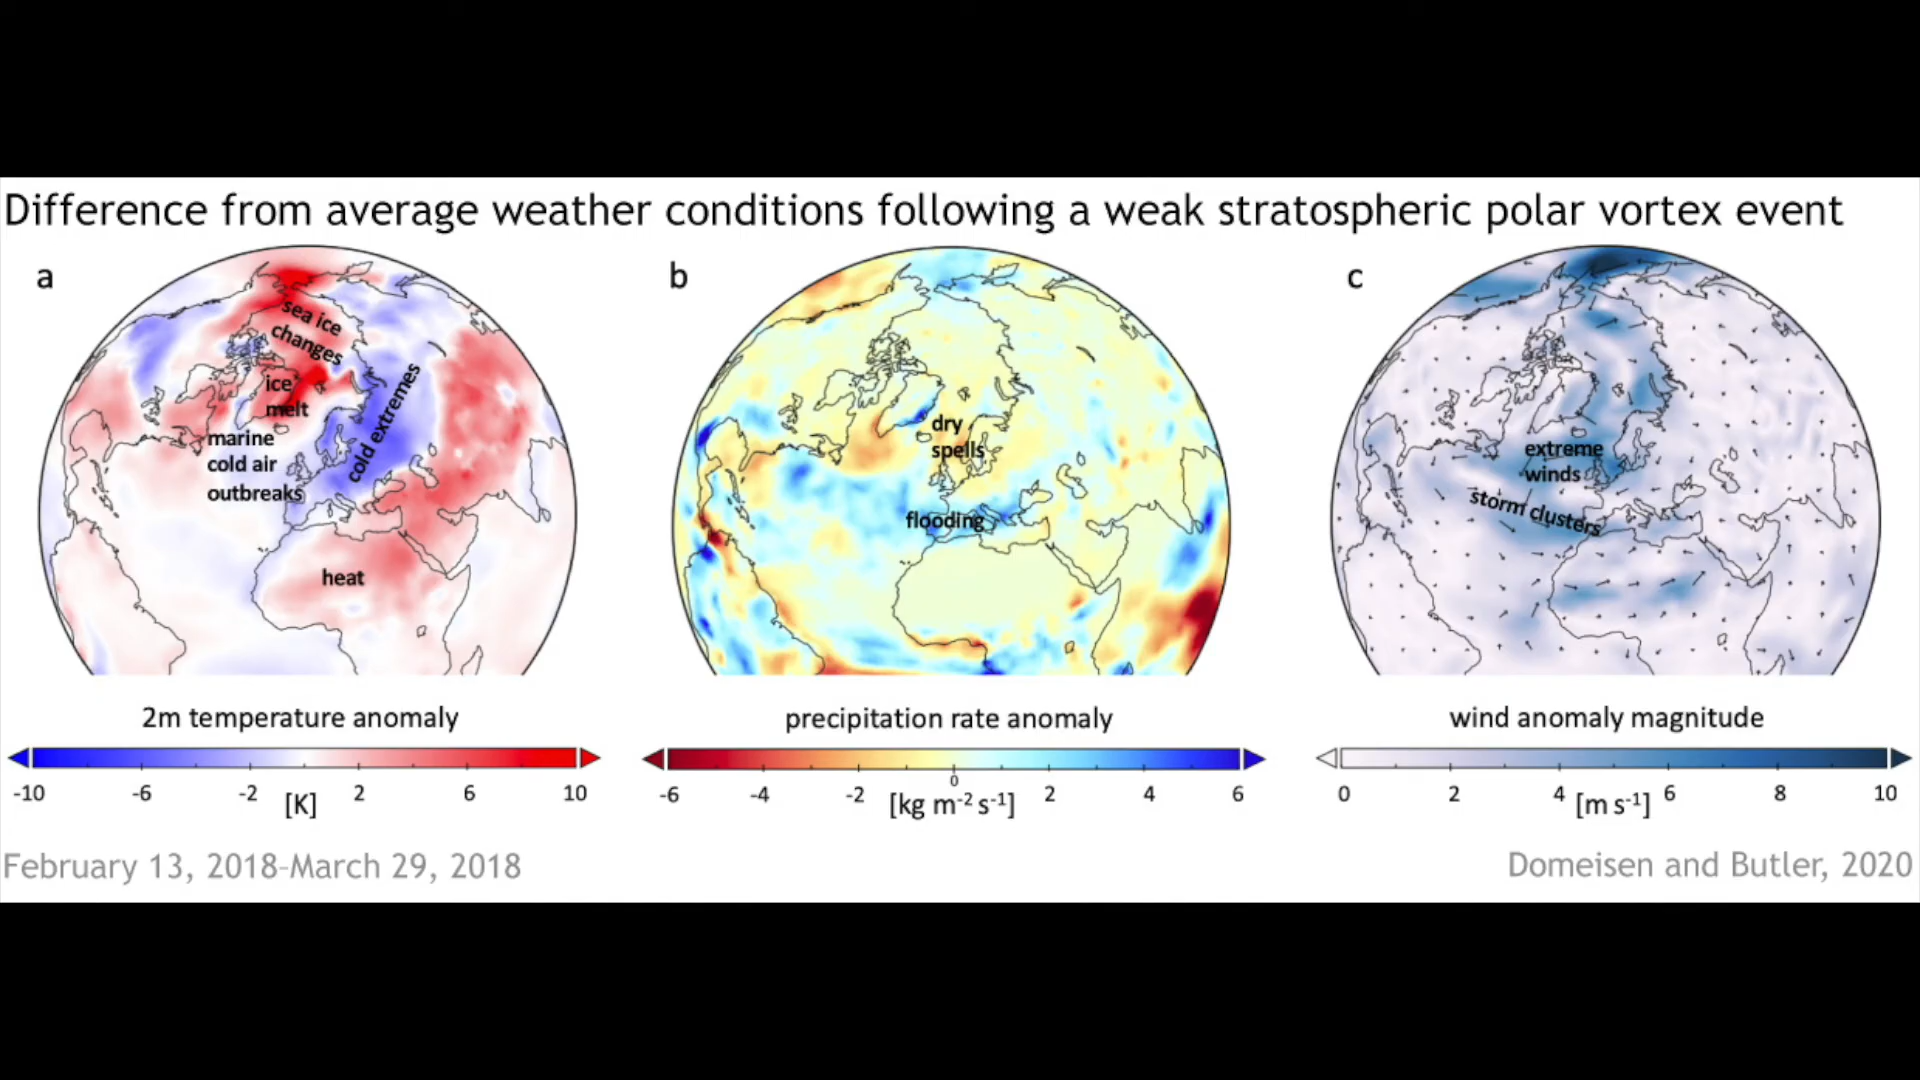 Difference from average weather conditions following a weak stratospheric polar vortex event
a
sea ice
changes
ice
melt
marine
cold air
outbreaks
cold extremes
heat
2m temperature anomaly
-10 -6 -2 2 6 10
[K]
b
dry
spells
flooding
precipitation rate anomaly
-6 -4 -2 0 2 4 6
[kg m-2 s-1]
c
extreme
winds
storm clusters
wind anomaly magnitude
0 2 4 6 8 10
[m s-1]
February 13, 2018–March 29, 2018
Domeisen and Butler, 2020